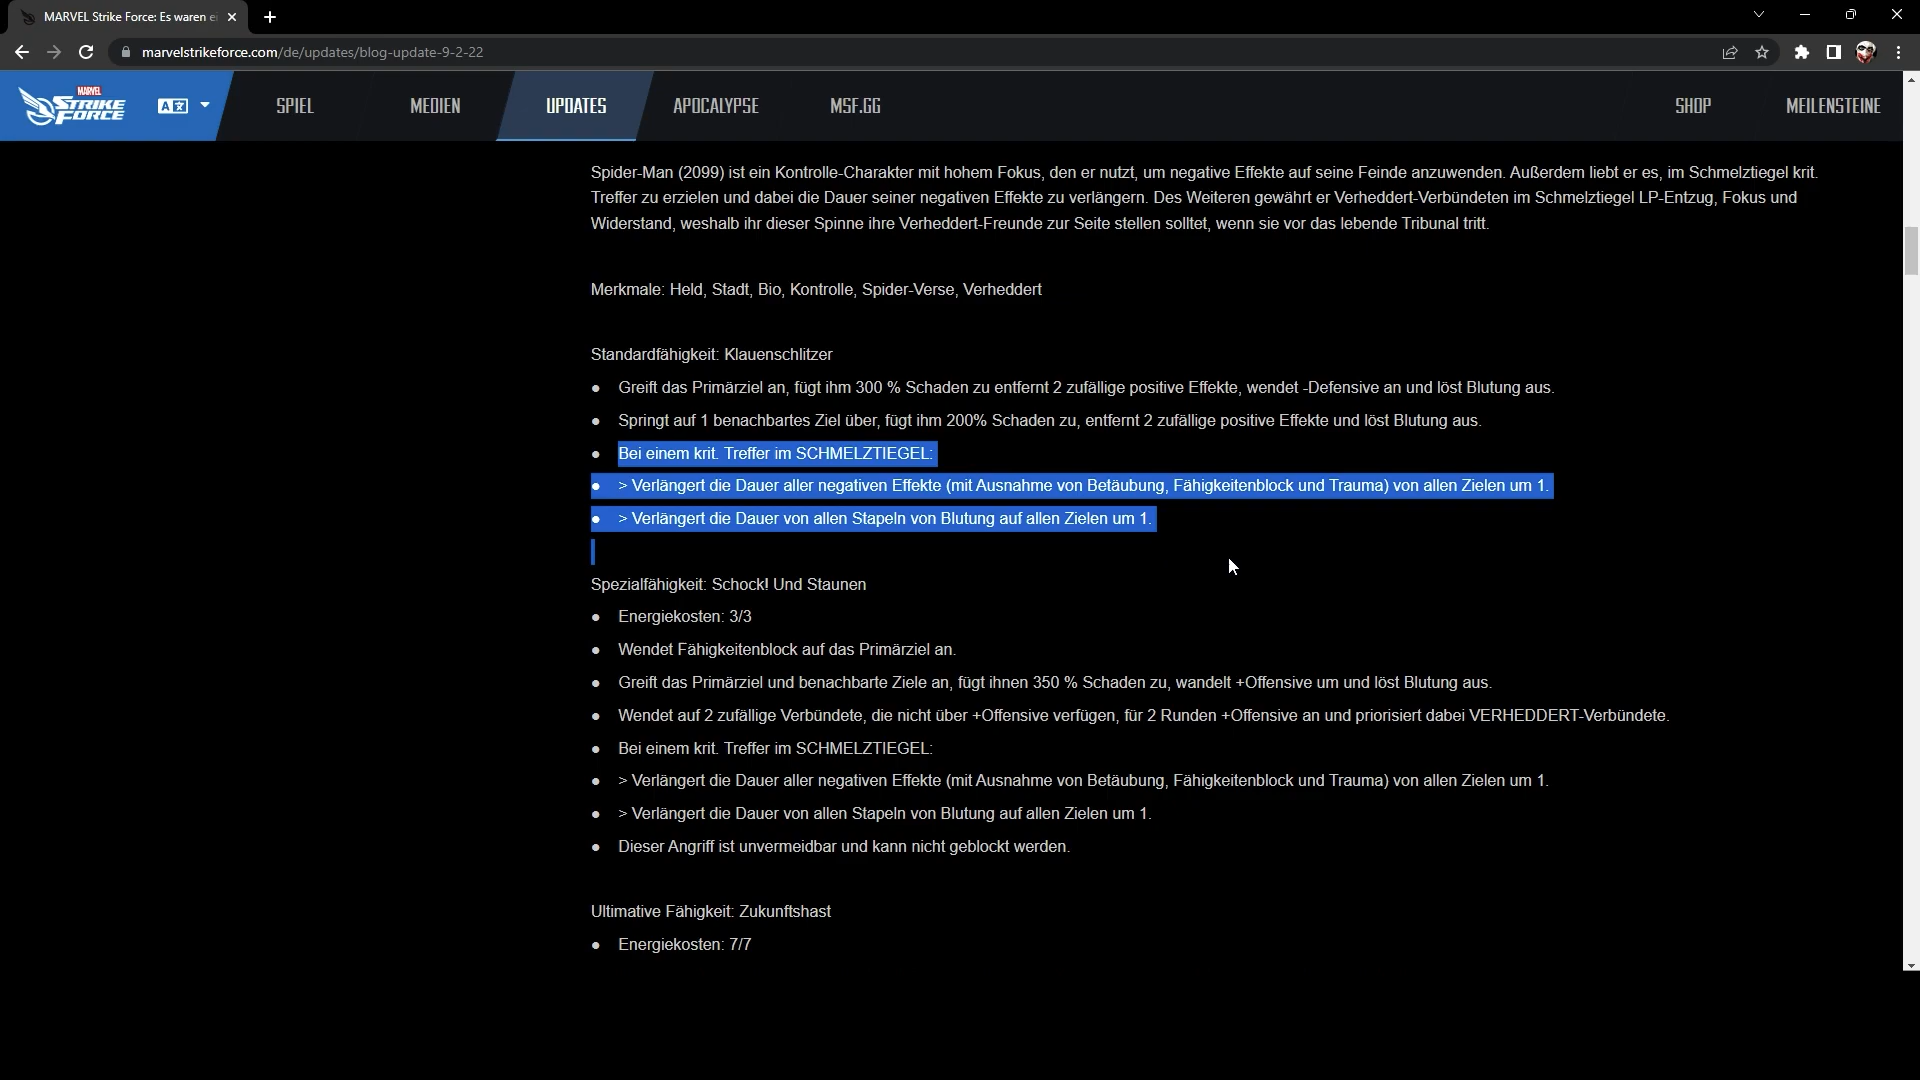 MARVEL Strike Force: Es waren ei
marvelstrikeforce.com/de/updates/blog-update-9-2-22
MARVEL
STRIKE
FORCE
SPIEL
MEDIEN
UPDATES
APOCALYPSE
MSF.GG
SHOP
MEILENSTEINE
Spider-Man (2099) ist ein Kontrolle-Charakter mit hohem Fokus, den er nutzt, um negative Effekte auf seine Feinde anzuwenden. Außerdem liebt er es, im Schmelztiegel krit.
Treffer zu erzielen und dabei die Dauer seiner negativen Effekte zu verlängern. Des Weiteren gewährt er Verheddert-Verbündeten im Schmelztiegel LP-Entzug, Fokus und
Widerstand, weshalb ihr dieser Spinne ihre Verheddert-Freunde zur Seite stellen solltet, wenn sie vor das lebende Tribunal tritt.
Merkmale: Held, Stadt, Bio, Kontrolle, Spider-Verse, Verheddert
Standardfähigkeit: Klauenschlitzer
● Greift das Primärziel an, fügt ihm 300 % Schaden zu entfernt 2 zufällige positive Effekte, wendet -Defensive an und löst Blutung aus.
● Springt auf 1 benachbartes Ziel über, fügt ihm 200% Schaden zu, entfernt 2 zufällige positive Effekte und löst Blutung aus.
● Bei einem krit. Treffer im SCHMELZTIEGEL:
● > Verlängert die Dauer aller negativen Effekte (mit Ausnahme von Betäubung, Fähigkeitenblock und Trauma) von allen Zielen um 1.
● > Verlängert die Dauer von allen Stapeln von Blutung auf allen Zielen um 1.
Spezialfähigkeit: Schock! Und Staunen
● Energiekosten: 3/3
● Wendet Fähigkeitenblock auf das Primärziel an.
● Greift das Primärziel und benachbarte Ziele an, fügt ihnen 350 % Schaden zu, wandelt +Offensive um und löst Blutung aus.
● Wendet auf 2 zufällige Verbündete, die nicht über +Offensive verfügen, für 2 Runden +Offensive an und priorisiert dabei VERHEDDERT-Verbündete.
● Bei einem krit. Treffer im SCHMELZTIEGEL:
● > Verlängert die Dauer aller negativen Effekte (mit Ausnahme von Betäubung, Fähigkeitenblock und Trauma) von allen Zielen um 1.
● > Verlängert die Dauer von allen Stapeln von Blutung auf allen Zielen um 1.
● Dieser Angriff ist unvermeidbar und kann nicht geblockt werden.
Ultimative Fähigkeit: Zukunftshast
● Energiekosten: 7/7